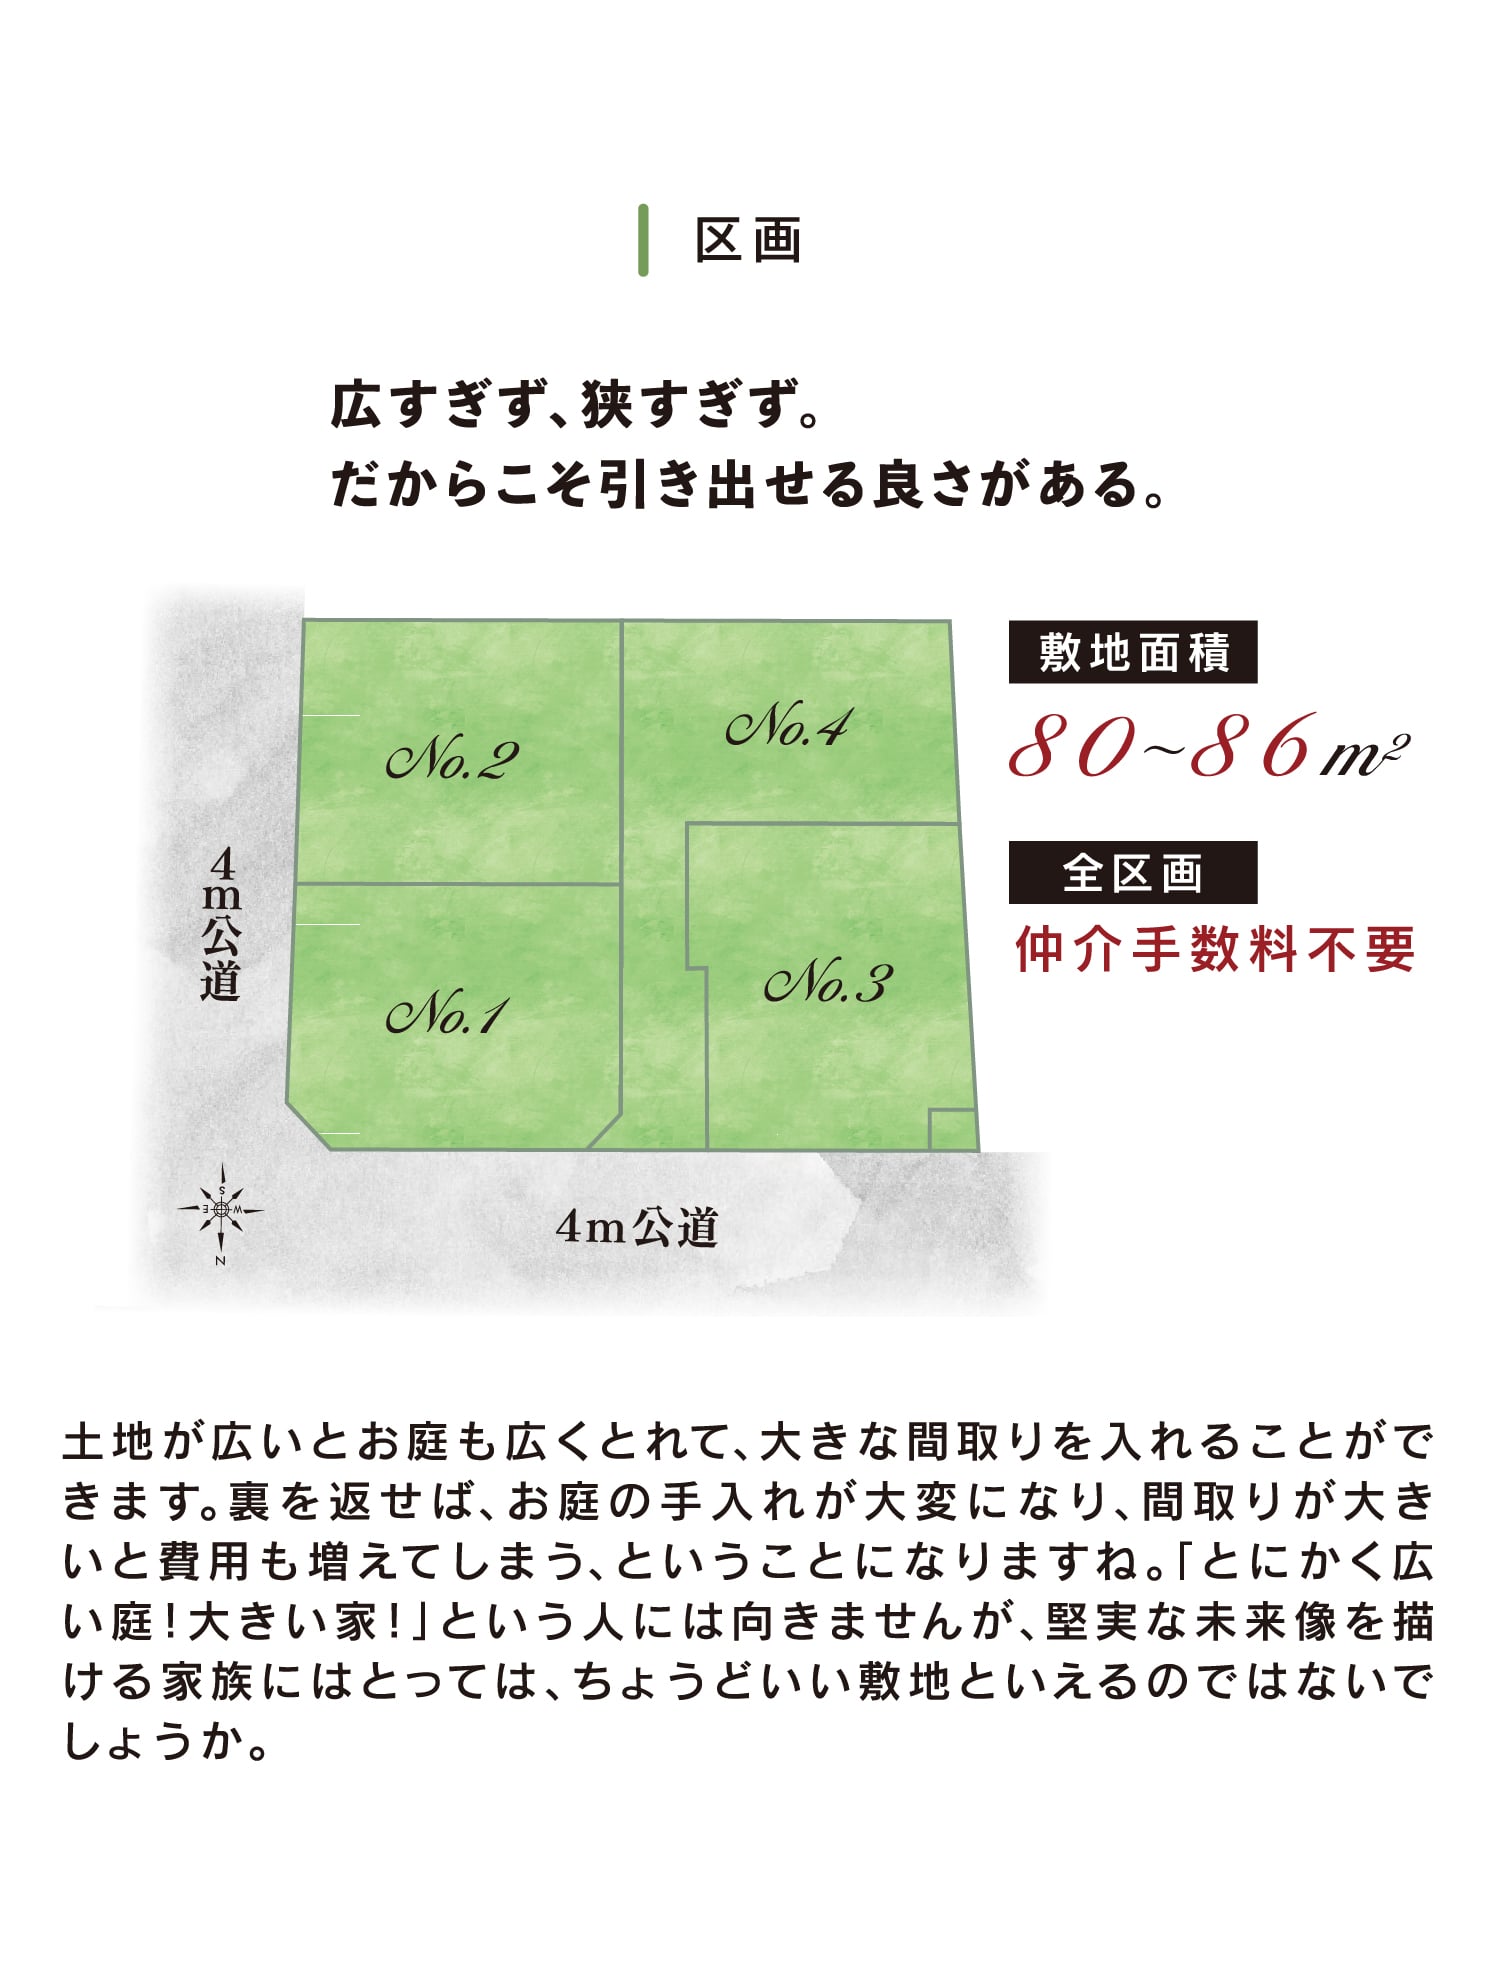 区画
広すぎず、狭すぎず。
だからこそ引き出せる良さがある。
敷地面積
80~86m²
全区画
仲介手数料不要
No.2
No.4
No.1
No.3
4m公道
4m公道
S
E
W
N
土地が広いとお庭も広くとれて、大きな間取りを入れることがで
きます。裏を返せば、お庭の手入れが大変になり、間取りが大き
いと費用も増えてしまう、ということになりますね。「とにかく広
い庭！大きい家！」という人には向きませんが、堅実な未来像を描
ける家族にはとっては、ちょうどいい敷地といえるのではないで
しょうか。